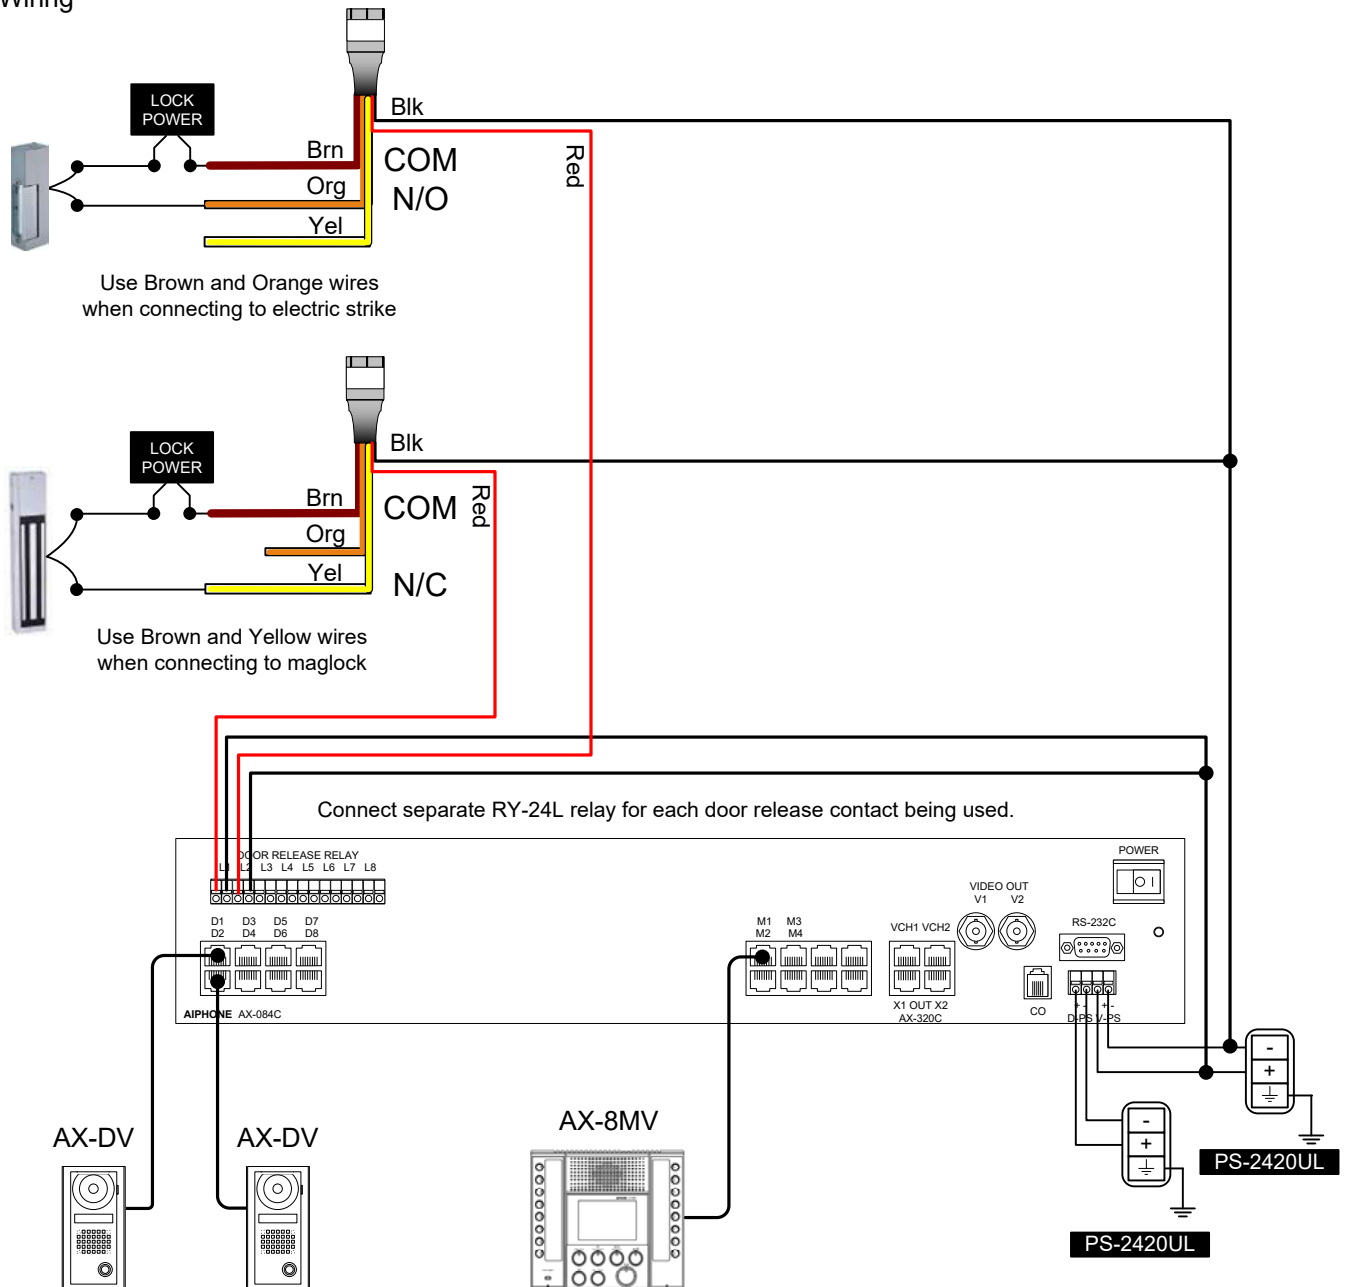 Wiring
LOCK
POWER
Blk
Brn
COM
Org
N/O
Yel
Red
Use Brown and Orange wires
when connecting to electric strike
LOCK
POWER
Blk
Brn
COM
Red
Org
Yel
N/C
Use Brown and Yellow wires
when connecting to maglock
Connect separate RY-24L relay for each door release contact being used.
DOOR RELEASE RELAY
L1 L2 L3 L4 L5 L6 L7 L8
POWER
VIDEO OUT
V1 V2
D1 D3 D5 D7
D2 D4 D6 D8
M1 M3
M2 M4
VCH1 VCH2
RS-232C
X1 OUT X2
AX-320C
CO
+ - + -
D-PS V-PS
AIPHONE AX-084C
-
+
PS-2420UL
-
+
PS-2420UL
AX-DV
AX-DV
AX-8MV